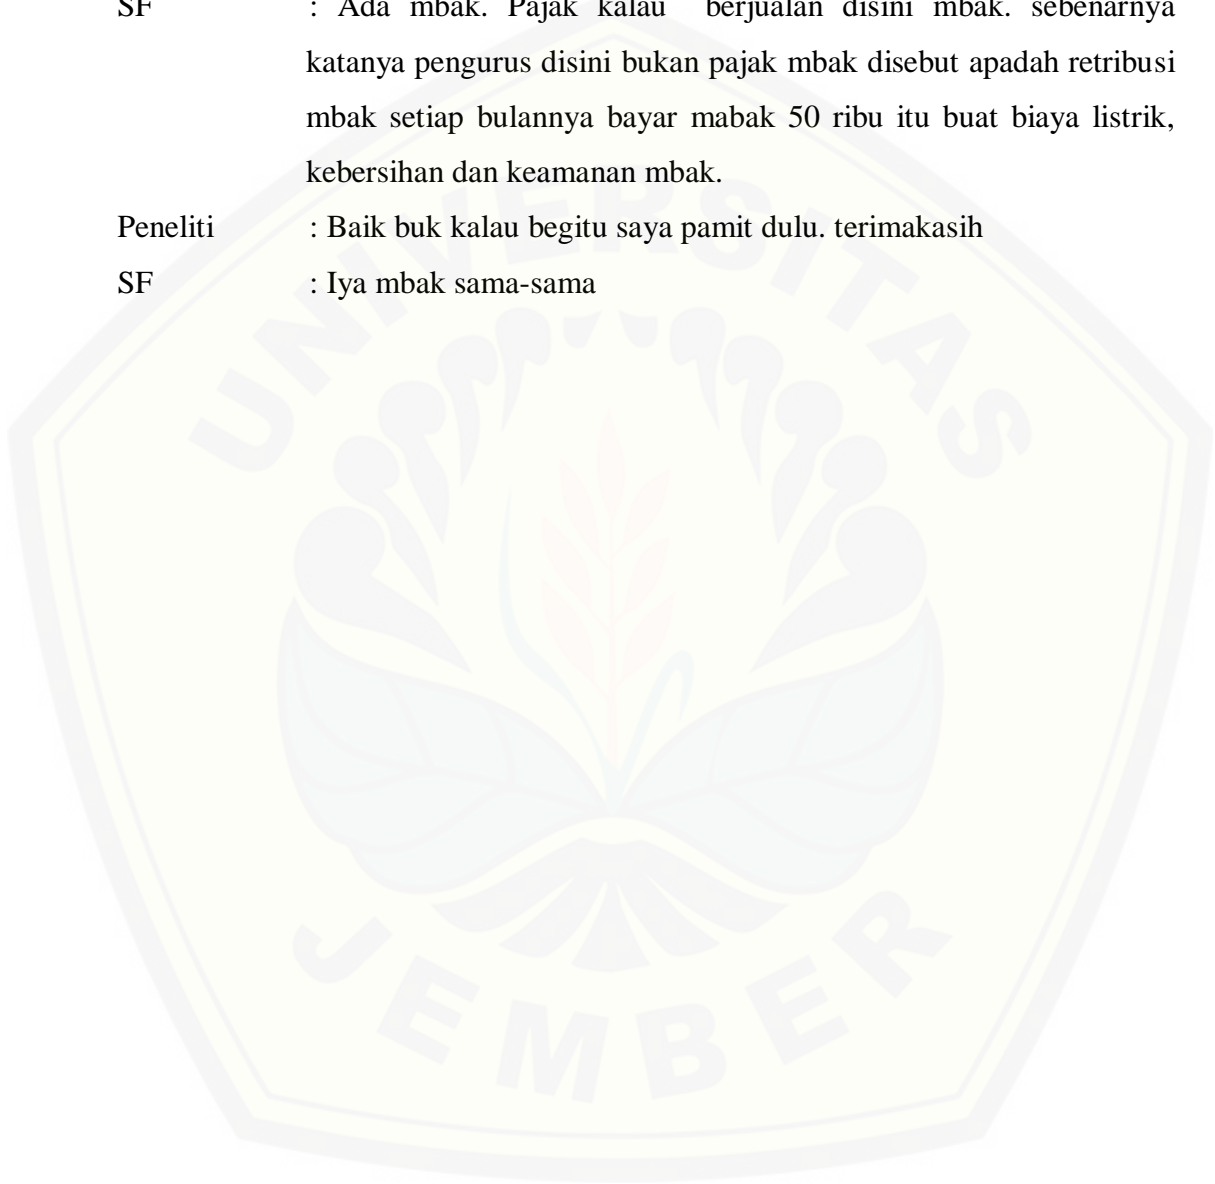 SF : Ada mbak. Pajak kalau berjualan disini mbak. sebenarnya
katanya pengurus disini bukan pajak mbak disebut apadah retribusi
mbak setiap bulannya bayar mabak 50 ribu itu buat biaya listrik,
kebersihan dan keamanan mbak.
Peneliti : Baik buk kalau begitu saya pamit dulu. terimakasih
SF : Iya mbak sama-sama
UNIVERSITAS
JEMBER